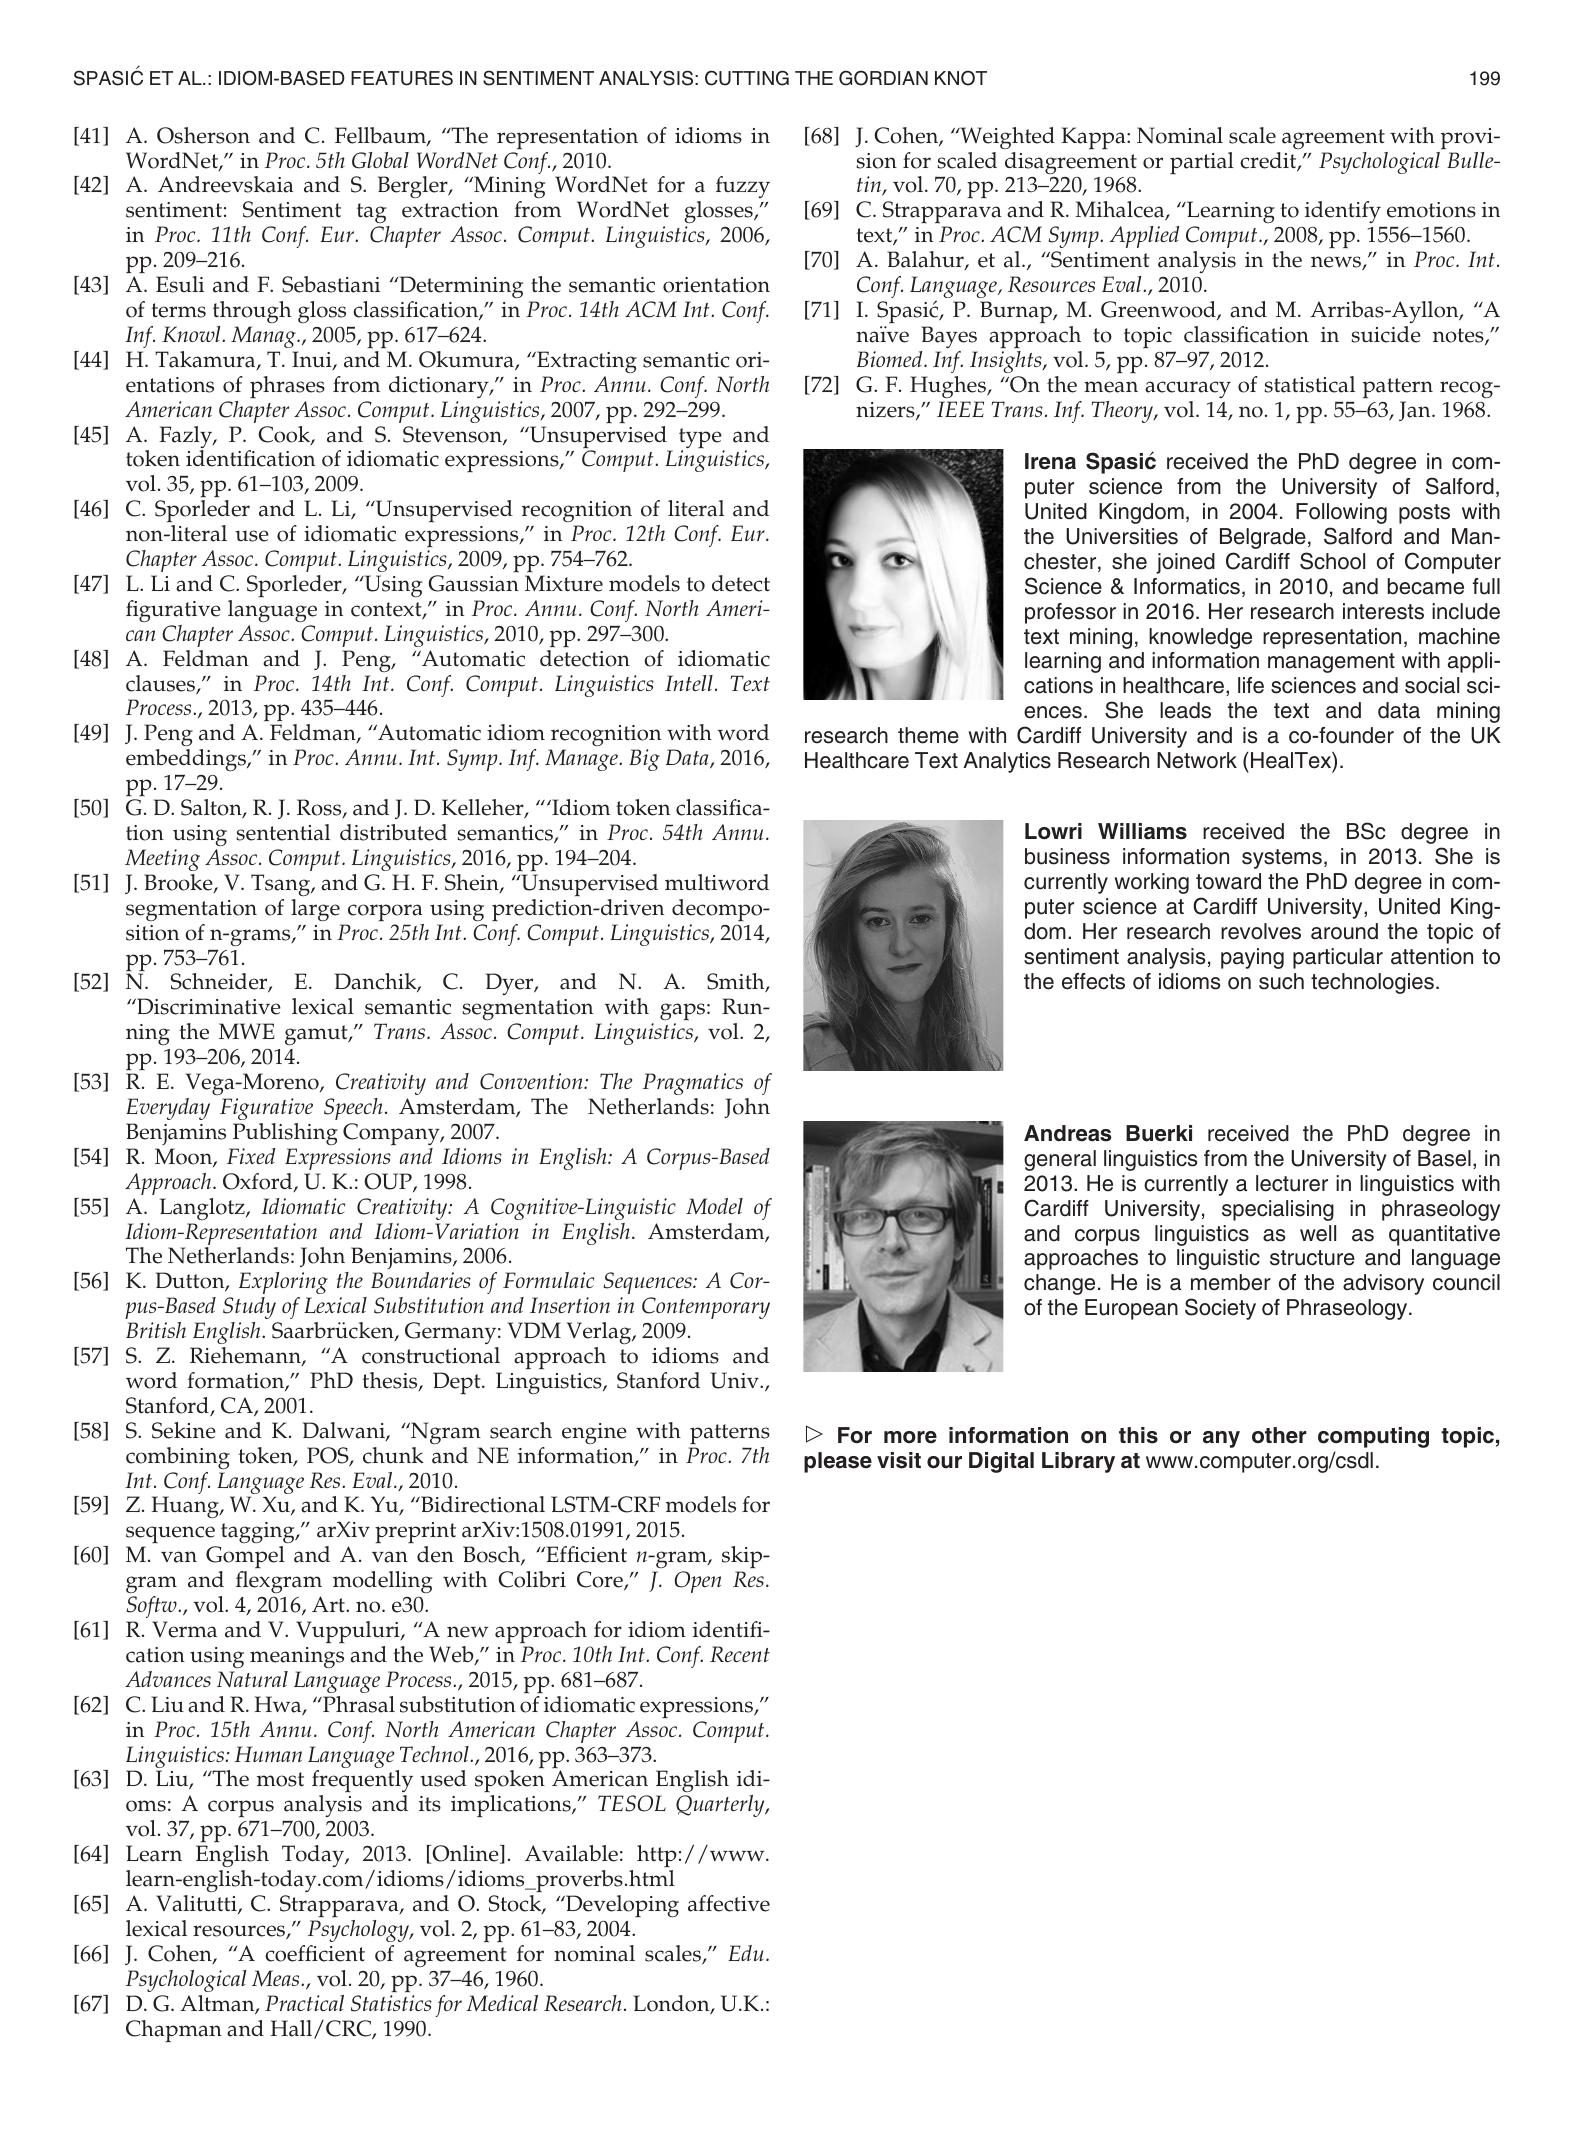 SPASIĆ ET AL.: IDIOM-BASED FEATURES IN SENTIMENT ANALYSIS: CUTTING THE GORDIAN KNOT 199
[41] A. Osherson and C. Fellbaum, “The representation of idioms in
WordNet,” in Proc. 5th Global WordNet Conf., 2010.
[42] A. Andreevskaia and S. Bergler, “Mining WordNet for a fuzzy
sentiment: Sentiment tag extraction from WordNet glosses,”
in Proc. 11th Conf. Eur. Chapter Assoc. Comput. Linguistics, 2006,
pp. 209–216.
[43] A. Esuli and F. Sebastiani “Determining the semantic orientation
of terms through gloss classification,” in Proc. 14th ACM Int. Conf.
Inf. Knowl. Manag., 2005, pp. 617–624.
[44] H. Takamura, T. Inui, and M. Okumura, “Extracting semantic ori-
entations of phrases from dictionary,” in Proc. Annu. Conf. North
American Chapter Assoc. Comput. Linguistics, 2007, pp. 292–299.
[45] A. Fazly, P. Cook, and S. Stevenson, “Unsupervised type and
token identification of idiomatic expressions,” Comput. Linguistics,
vol. 35, pp. 61–103, 2009.
[46] C. Sporleder and L. Li, “Unsupervised recognition of literal and
non-literal use of idiomatic expressions,” in Proc. 12th Conf. Eur.
Chapter Assoc. Comput. Linguistics, 2009, pp. 754–762.
[47] L. Li and C. Sporleder, “Using Gaussian Mixture models to detect
figurative language in context,” in Proc. Annu. Conf. North Ameri-
can Chapter Assoc. Comput. Linguistics, 2010, pp. 297–300.
[48] A. Feldman and J. Peng, “Automatic detection of idiomatic
clauses,” in Proc. 14th Int. Conf. Comput. Linguistics Intell. Text
Process., 2013, pp. 435–446.
[49] J. Peng and A. Feldman, “Automatic idiom recognition with word
embeddings,” in Proc. Annu. Int. Symp. Inf. Manage. Big Data, 2016,
pp. 17–29.
[50] G. D. Salton, R. J. Ross, and J. D. Kelleher, “‘Idiom token classifica-
tion using sentential distributed semantics,” in Proc. 54th Annu.
Meeting Assoc. Comput. Linguistics, 2016, pp. 194–204.
[51] J. Brooke, V. Tsang, and G. H. F. Shein, “Unsupervised multiword
segmentation of large corpora using prediction-driven decompo-
sition of n-grams,” in Proc. 25th Int. Conf. Comput. Linguistics, 2014,
pp. 753–761.
[52] N. Schneider, E. Danchik, C. Dyer, and N. A. Smith,
“Discriminative lexical semantic segmentation with gaps: Run-
ning the MWE gamut,” Trans. Assoc. Comput. Linguistics, vol. 2,
pp. 193–206, 2014.
[53] R. E. Vega-Moreno, Creativity and Convention: The Pragmatics of
Everyday Figurative Speech. Amsterdam, The Netherlands: John
Benjamins Publishing Company, 2007.
[54] R. Moon, Fixed Expressions and Idioms in English: A Corpus-Based
Approach. Oxford, U. K.: OUP, 1998.
[55] A. Langlotz, Idiomatic Creativity: A Cognitive-Linguistic Model of
Idiom-Representation and Idiom-Variation in English. Amsterdam,
The Netherlands: John Benjamins, 2006.
[56] K. Dutton, Exploring the Boundaries of Formulaic Sequences: A Cor-
pus-Based Study of Lexical Substitution and Insertion in Contemporary
British English. Saarbrücken, Germany: VDM Verlag, 2009.
[57] S. Z. Riehemann, “A constructional approach to idioms and
word formation,” PhD thesis, Dept. Linguistics, Stanford Univ.,
Stanford, CA, 2001.
[58] S. Sekine and K. Dalwani, “Ngram search engine with patterns
combining token, POS, chunk and NE information,” in Proc. 7th
Int. Conf. Language Res. Eval., 2010.
[59] Z. Huang, W. Xu, and K. Yu, “Bidirectional LSTM-CRF models for
sequence tagging,” arXiv preprint arXiv:1508.01991, 2015.
[60] M. van Gompel and A. van den Bosch, “Efficient n-gram, skip-
gram and flexgram modelling with Colibri Core,” J. Open Res.
Softw., vol. 4, 2016, Art. no. e30.
[61] R. Verma and V. Vuppuluri, “A new approach for idiom identifi-
cation using meanings and the Web,” in Proc. 10th Int. Conf. Recent
Advances Natural Language Process., 2015, pp. 681–687.
[62] C. Liu and R. Hwa, “Phrasal substitution of idiomatic expressions,”
in Proc. 15th Annu. Conf. North American Chapter Assoc. Comput.
Linguistics: Human Language Technol., 2016, pp. 363–373.
[63] D. Liu, “The most frequently used spoken American English idi-
oms: A corpus analysis and its implications,” TESOL Quarterly,
vol. 37, pp. 671–700, 2003.
[64] Learn English Today, 2013. [Online]. Available: http://www.
learn-english-today.com/idioms/idioms_proverbs.html
[65] A. Valitutti, C. Strapparava, and O. Stock, “Developing affective
lexical resources,” Psychology, vol. 2, pp. 61–83, 2004.
[66] J. Cohen, “A coefficient of agreement for nominal scales,” Edu.
Psychological Meas., vol. 20, pp. 37–46, 1960.
[67] D. G. Altman, Practical Statistics for Medical Research. London, U.K.:
Chapman and Hall/CRC, 1990.
[68] J. Cohen, “Weighted Kappa: Nominal scale agreement with provi-
sion for scaled disagreement or partial credit,” Psychological Bulle-
tin, vol. 70, pp. 213–220, 1968.
[69] C. Strapparava and R. Mihalcea, “Learning to identify emotions in
text,” in Proc. ACM Symp. Applied Comput., 2008, pp. 1556–1560.
[70] A. Balahur, et al., “Sentiment analysis in the news,” in Proc. Int.
Conf. Language, Resources Eval., 2010.
[71] I. Spasić, P. Burnap, M. Greenwood, and M. Arribas-Ayllon, “A
naïve Bayes approach to topic classification in suicide notes,”
Biomed. Inf. Insights, vol. 5, pp. 87–97, 2012.
[72] G. F. Hughes, “On the mean accuracy of statistical pattern recog-
nizers,” IEEE Trans. Inf. Theory, vol. 14, no. 1, pp. 55–63, Jan. 1968.
Irena Spasić received the PhD degree in com-
puter science from the University of Salford,
United Kingdom, in 2004. Following posts with
the Universities of Belgrade, Salford and Man-
chester, she joined Cardiff School of Computer
Science & Informatics, in 2010, and became full
professor in 2016. Her research interests include
text mining, knowledge representation, machine
learning and information management with appli-
cations in healthcare, life sciences and social sci-
ences. She leads the text and data mining
research theme with Cardiff University and is a co-founder of the UK
Healthcare Text Analytics Research Network (HealTex).
Lowri Williams received the BSc degree in
business information systems, in 2013. She is
currently working toward the PhD degree in com-
puter science at Cardiff University, United King-
dom. Her research revolves around the topic of
sentiment analysis, paying particular attention to
the effects of idioms on such technologies.
Andreas Buerki received the PhD degree in
general linguistics from the University of Basel, in
2013. He is currently a lecturer in linguistics with
Cardiff University, specialising in phraseology
and corpus linguistics as well as quantitative
approaches to linguistic structure and language
change. He is a member of the advisory council
of the European Society of Phraseology.
▷ For more information on this or any other computing topic,
please visit our Digital Library at www.computer.org/csdl.